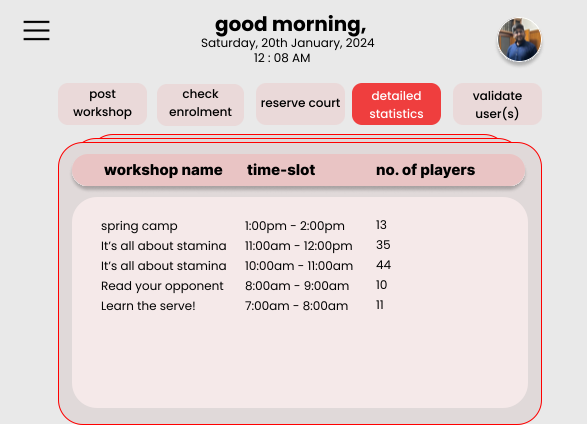 good morning,
Saturday, 20th January, 2024
12 : 08 AM
post workshop
check enrolment
reserve court
detailed statistics
validate user(s)
workshop name time-slot no. of players
spring camp 1:00pm - 2:00pm 13
It's all about stamina 11:00am - 12:00pm 35
It's all about stamina 10:00am - 11:00am 44
Read your opponent 8:00am - 9:00am 10
Learn the serve! 7:00am - 8:00am 11